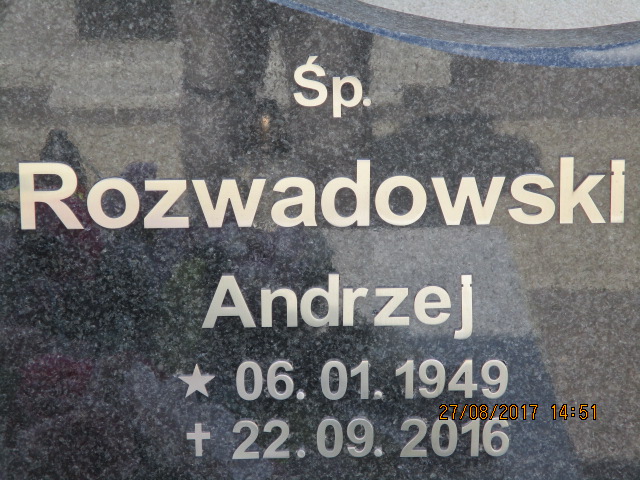 Śp.
Rozwadowski
Andrzej
★ 06.01.1949
27/08/2017 14:51
✝ 22.09.2016